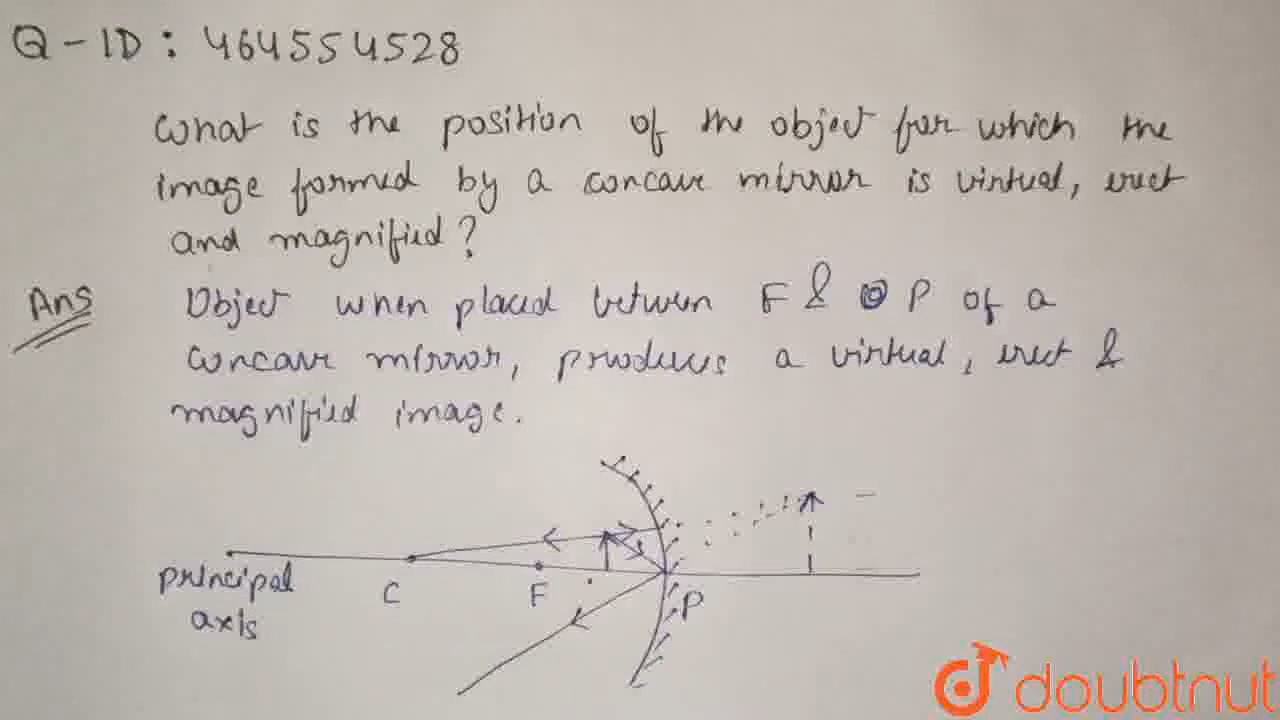 Q-ID: 464554528
What is the position of the object for which the
image formed by a concave mirror is virtual, erect
and magnified?
Ans Object when placed between F & P of a
concave mirror, produces a virtual, erect &
magnified image.
principal
axis
C
F
P
doubtnut